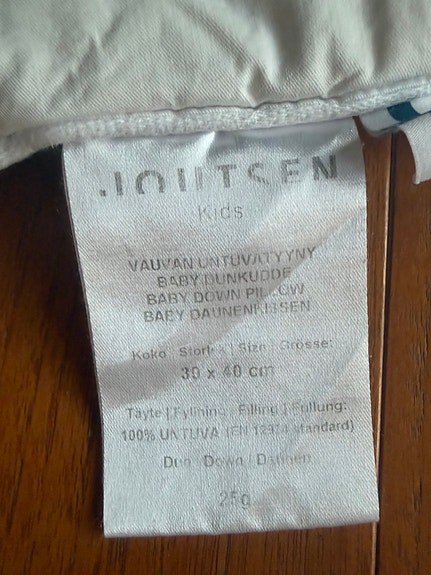 JOUTSEN
Kids
VAUVAN UNTUVATYYNY
BABY DUNKUDDE
BABY DOWN PILLOW
BABY DAUNENKISSEN
Koko | Storlek | Size | Grösse:
30 x 40 cm
Täyte | Fyllning | Filling | Füllung:
100% UNTUVA (EN 12934 standard)
Dun | Down | Daunen
25g